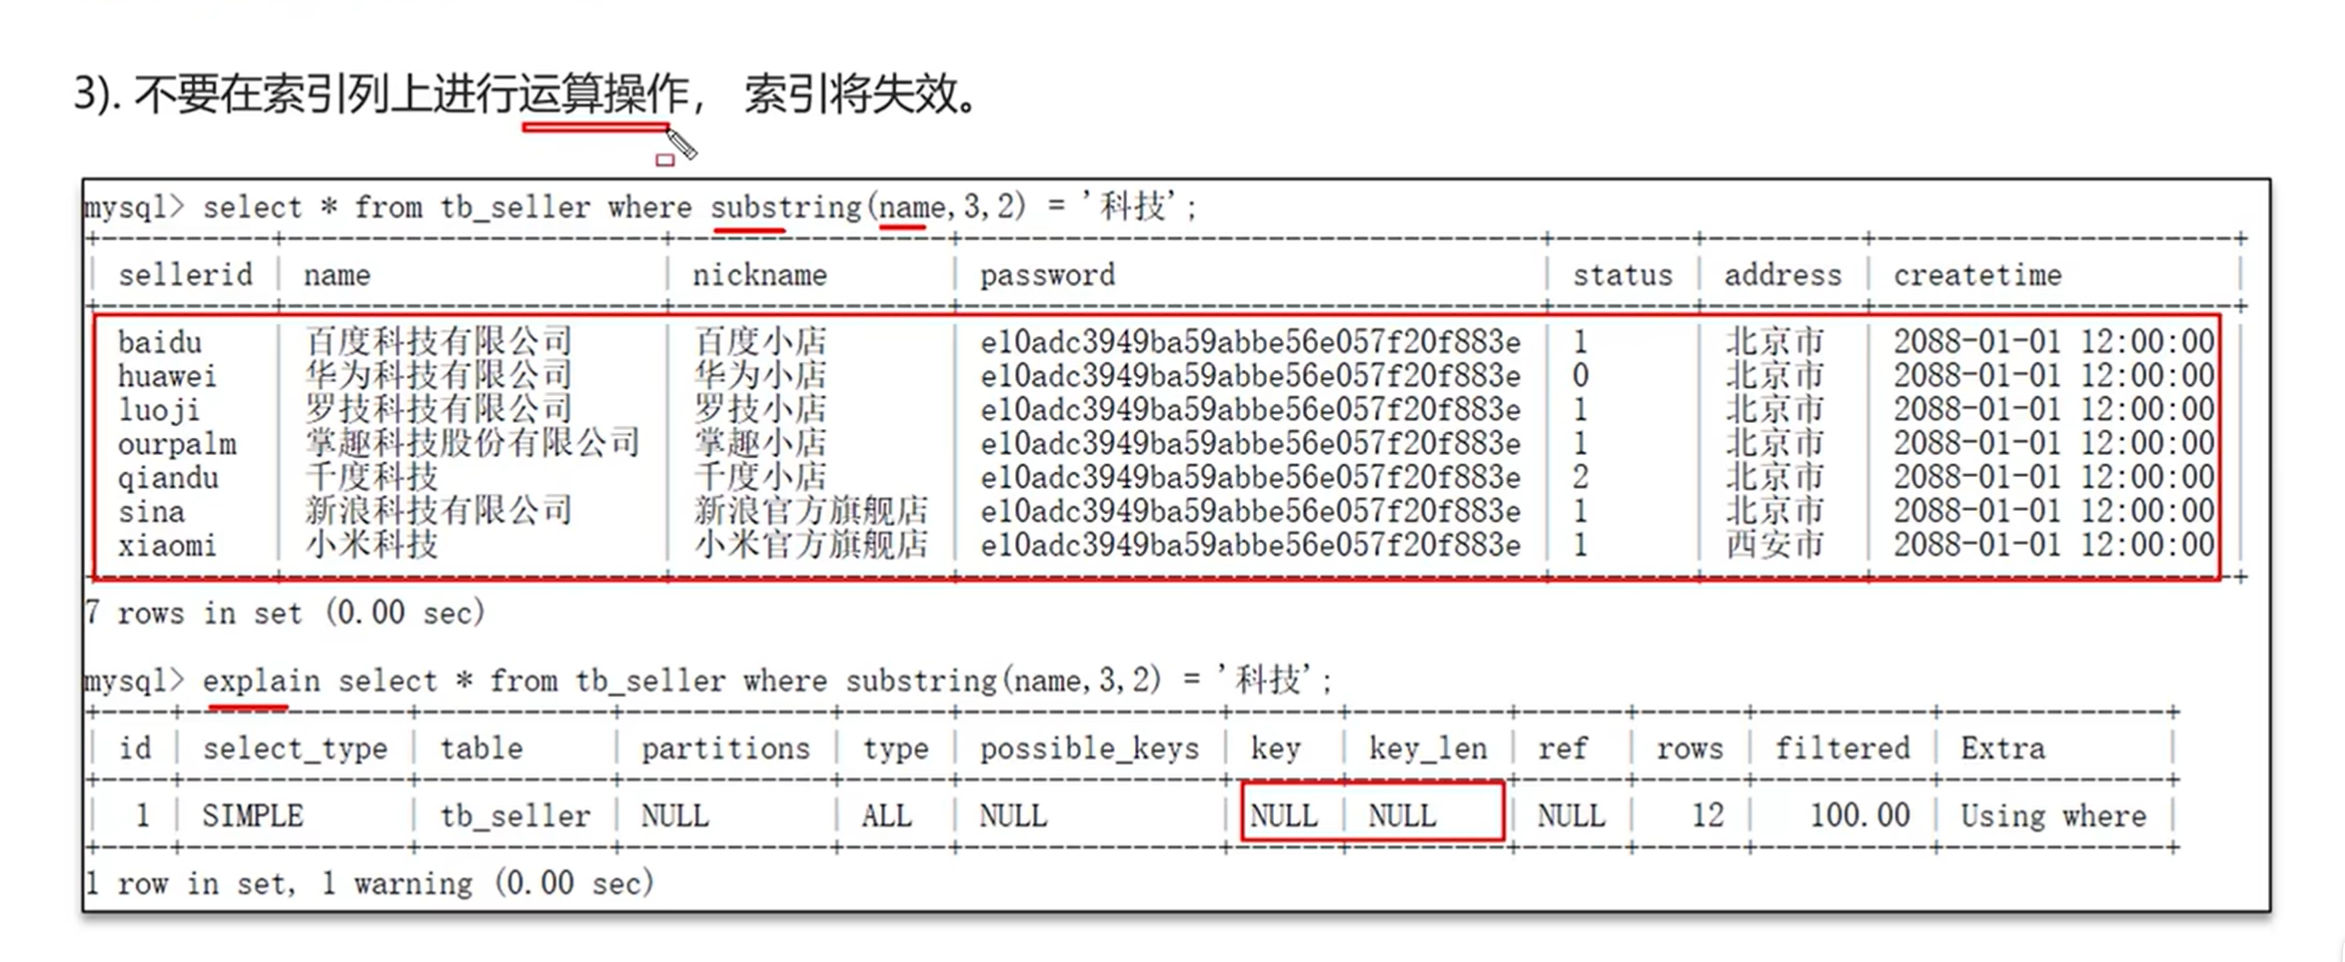 3). 不要在索引列上进行运算操作， 索引将失效。
mysql> select * from tb_seller where substring(name,3,2) = '科技';
sellerid | name | nickname | password | status | address | createtime
baidu | 百度科技有限公司 | 百度小店 | e10adc3949ba59abbe56e057f20f883e | 1 | 北京市 | 2088-01-01 12:00:00
huawei | 华为科技有限公司 | 华为小店 | e10adc3949ba59abbe56e057f20f883e | 0 | 北京市 | 2088-01-01 12:00:00
luoji | 罗技科技有限公司 | 罗技小店 | e10adc3949ba59abbe56e057f20f883e | 1 | 北京市 | 2088-01-01 12:00:00
ourpalm | 掌趣科技股份有限公司 | 掌趣小店 | e10adc3949ba59abbe56e057f20f883e | 1 | 北京市 | 2088-01-01 12:00:00
qiandu | 千度科技 | 千度小店 | e10adc3949ba59abbe56e057f20f883e | 2 | 北京市 | 2088-01-01 12:00:00
sina | 新浪科技有限公司 | 新浪官方旗舰店 | e10adc3949ba59abbe56e057f20f883e | 1 | 北京市 | 2088-01-01 12:00:00
xiaomi | 小米科技 | 小米官方旗舰店 | e10adc3949ba59abbe56e057f20f883e | 1 | 西安市 | 2088-01-01 12:00:00
7 rows in set (0.00 sec)
mysql> explain select * from tb_seller where substring(name,3,2) = '科技';
id | select_type | table | partitions | type | possible_keys | key | key_len | ref | rows | filtered | Extra
1 | SIMPLE | tb_seller | NULL | ALL | NULL | NULL | NULL | NULL | 12 | 100.00 | Using where
1 row in set, 1 warning (0.00 sec)